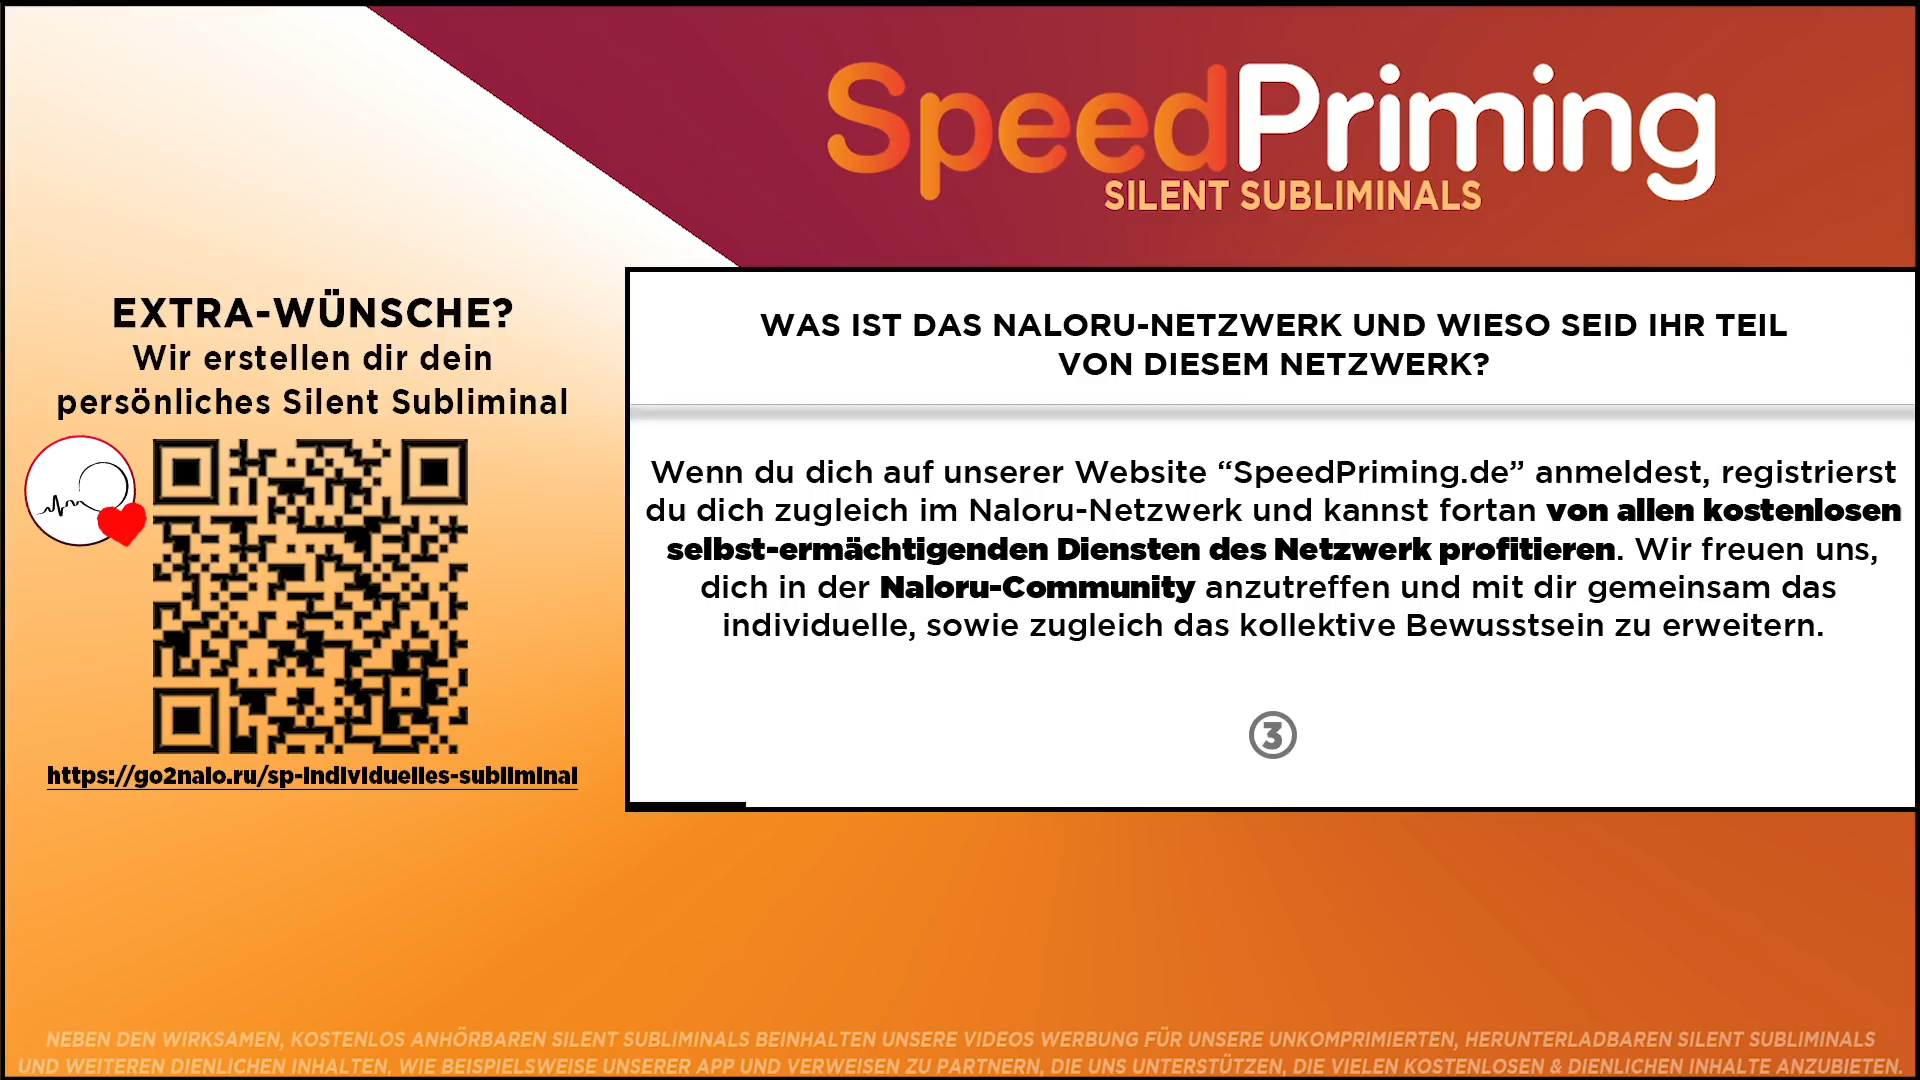 SpeedPriming
SILENT SUBLIMINALS
EXTRA-WÜNSCHE?
Wir erstellen dir dein
persönliches Silent Subliminal
https://go2nalo.ru/sp-individuelles-subliminal
WAS IST DAS NALORU-NETZWERK UND WIESO SEID IHR TEIL
VON DIESEM NETZWERK?
Wenn du dich auf unserer Website “SpeedPriming.de” anmeldest, registrierst
du dich zugleich im Naloru-Netzwerk und kannst fortan von allen kostenlosen
selbst-ermächtigenden Diensten des Netzwerk profitieren. Wir freuen uns,
dich in der Naloru-Community anzutreffen und mit dir gemeinsam das
individuelle, sowie zugleich das kollektive Bewusstsein zu erweitern.
3
NEBEN DEN WIRKSAMEN, KOSTENLOS ANHÖRBAREN SILENT SUBLIMINALS BEINHALTEN UNSERE VIDEOS WERBUNG FÜR UNSERE UNKOMPRIMIERTEN, HERUNTERLADBAREN SILENT SUBLIMINALS
UND WEITEREN DIENLICHEN INHALTEN, WIE BEISPIELSWEISE UNSERER APP UND VERWEISEN ZU PARTNERN, DIE UNS UNTERSTÜTZEN, DIE VIELEN KOSTENLOSEN & DIENLICHEN INHALTE ANZUBIETEN.